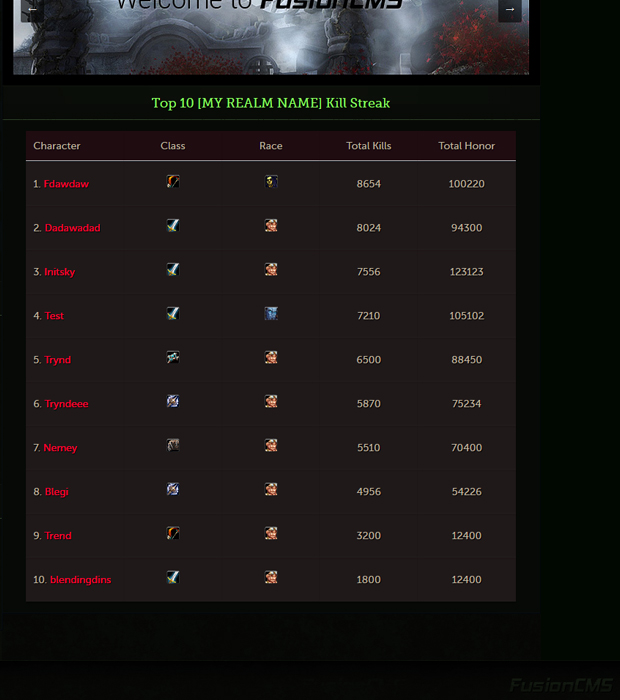 ← Welcome to FusionCMS →
Top 10 [MY REALM NAME] Kill Streak
Character Class Race Total Kills Total Honor
1. Fdawdaw 8654 100220
2. Dadawadad 8024 94300
3. Initsky 7556 123123
4. Test 7210 105102
5. Trynd 6500 88450
6. Tryndeee 5870 75234
7. Nemey 5510 70400
8. Blegi 4956 54226
9. Trend 3200 12400
10. blendingdins 1800 12400
FusionCMS